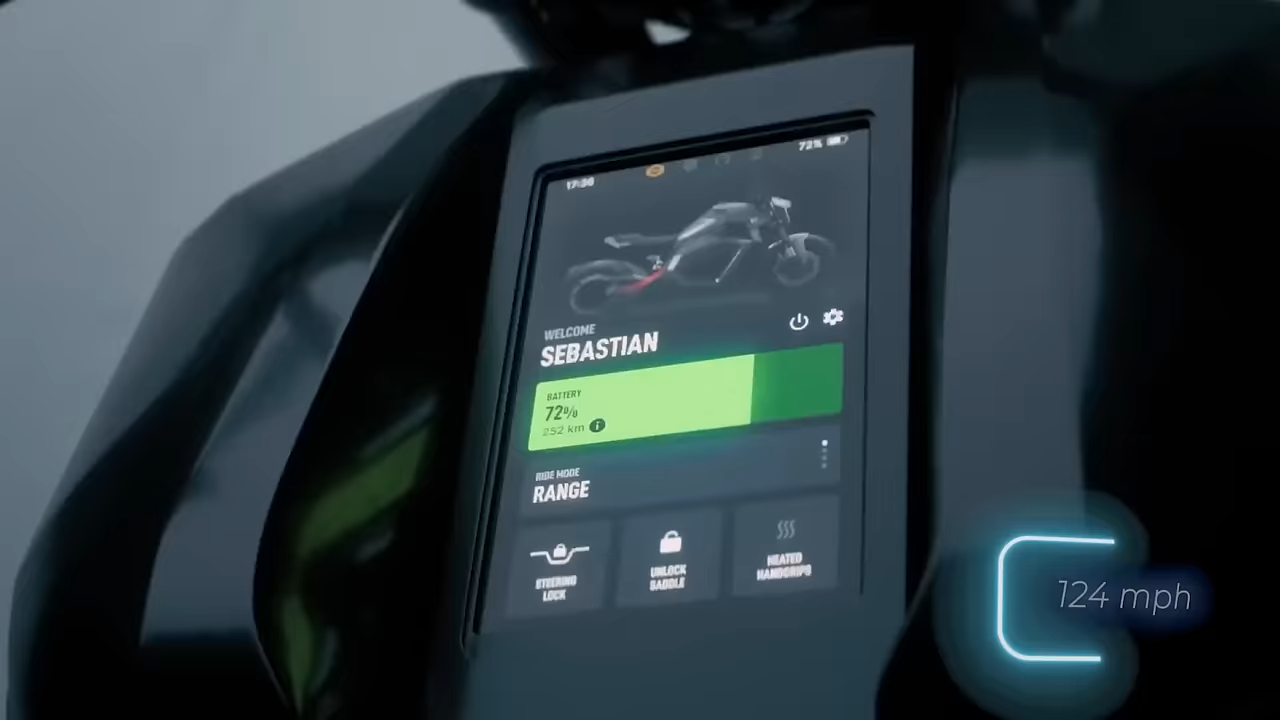 72%
17:36
WELCOME
SEBASTIAN
BATTERY
72%
252 km
RIDE MODE
RANGE
STEERING
LOCK
UNLOCK
SADDLE
HEATED
HANDGRIPS
124 mph